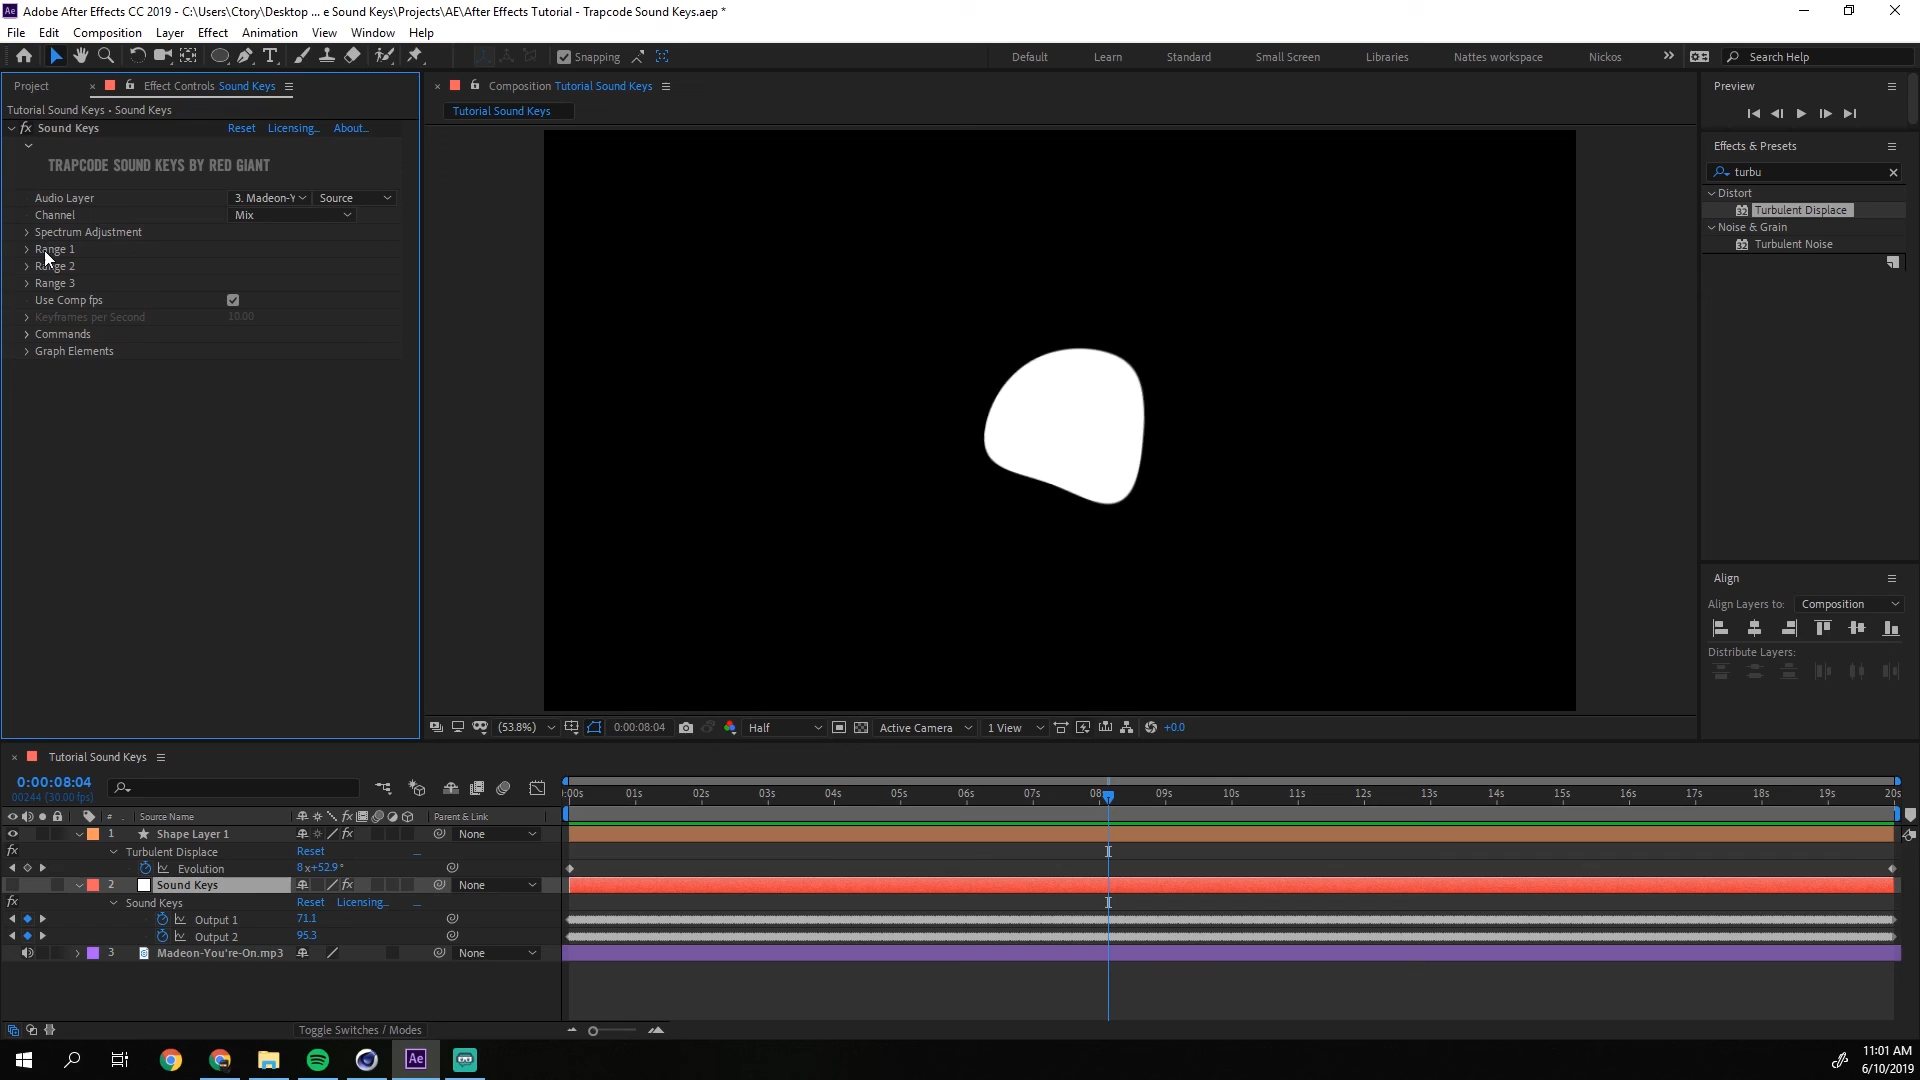 Adobe After Effects CC 2019 - C:\Users\Ctory\Desktop ... e Sound Keys\Projects\AE\After Effects Tutorial - Trapcode Sound Keys.aep *
File Edit Composition Layer Effect Animation View Window Help
Snapping Default Learn Standard Small Screen Libraries Nattes workspace Nickos Search Help
Project Effect Controls Sound Keys
Tutorial Sound Keys • Sound Keys
fx Sound Keys Reset Licensing... About...
TRAPCODE SOUND KEYS BY RED GIANT
Audio Layer 3. Madeon-Y Source
Channel Mix
Spectrum Adjustment
Range 1
Range 2
Range 3
Use Comp fps
Keyframes per Second 10.00
Commands
Graph Elements
Composition Tutorial Sound Keys
Tutorial Sound Keys
(53.8%) 0:00:08:04 Half Active Camera 1 View +0.0
Preview
Effects & Presets
turbu
Distort
32 Turbulent Displace
Noise & Grain
32 Turbulent Noise
Align
Align Layers to: Composition
Distribute Layers:
Tutorial Sound Keys
0:00:08:04
00244 (30.00 fps)
:00s 01s 02s 03s 04s 05s 06s 07s 08s 09s 10s 11s 12s 13s 14s 15s 16s 17s 18s 19s 20s
# Source Name fx Parent & Link
1 Shape Layer 1 fx None
fx Turbulent Displace Reset ...
Evolution 8x+52.9°
2 Sound Keys fx None
fx Sound Keys Reset Licensing... ...
Output 1 71.1
Output 2 95.3
3 Madeon-You're-On.mp3 None
Toggle Switches / Modes
Ae
11:01 AM
6/10/2019